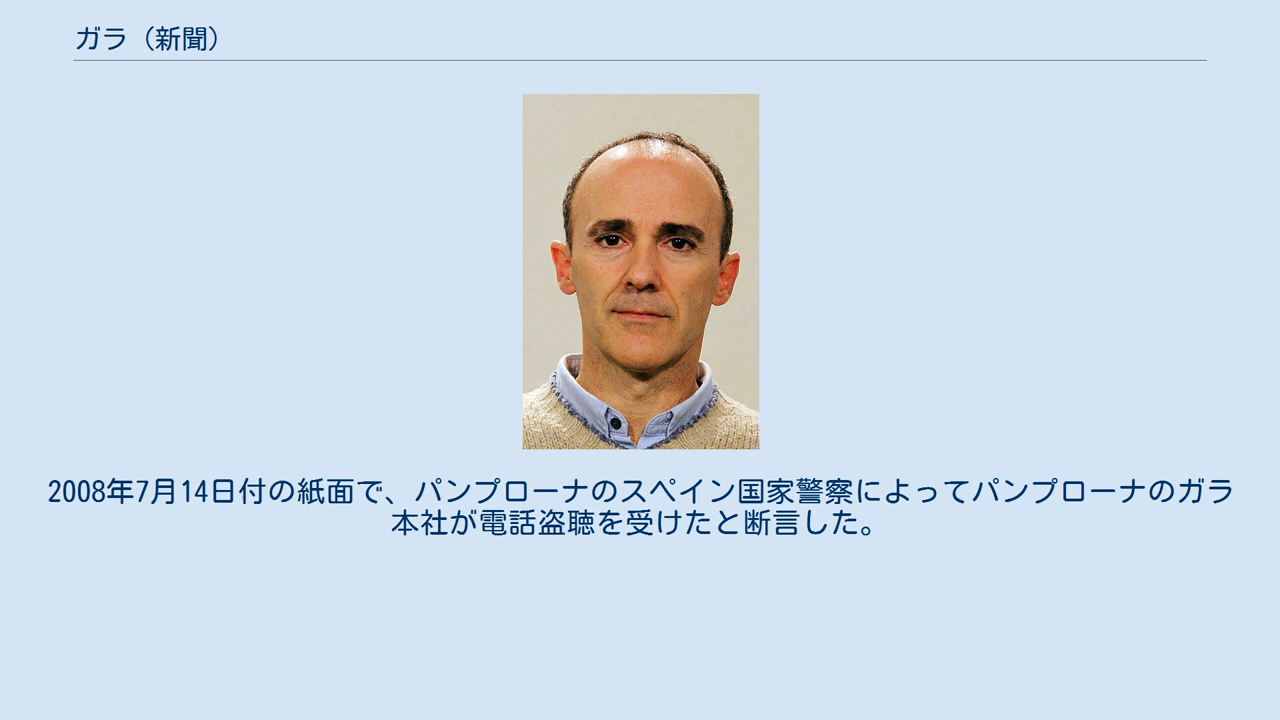 ガラ（新聞）
2008年7月14日付の紙面で、パンプローナのスペイン国家警察によってパンプローナのガラ
本社が電話盗聴を受けたと断言した。